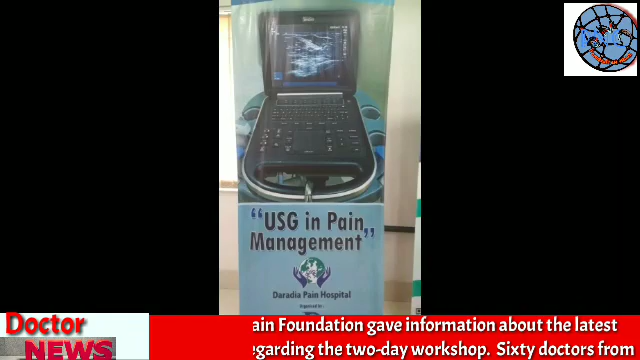 "USG in Pain
Management"
Daradia Pain Hospital
Doctor
NEWS
ain Foundation gave information about the latest
egarding the two-day workshop. Sixty doctors from